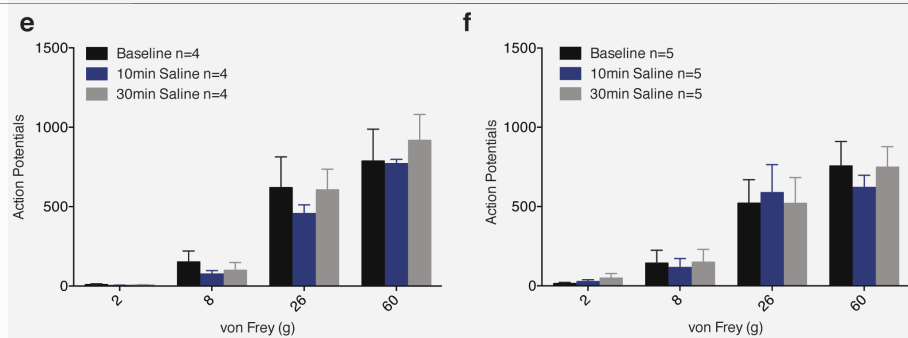 e
1500
1000
500
0
Action Potentials
Baseline n=4
10min Saline n=4
30min Saline n=4
2
8
26
60
von Frey (g)
f
1500
1000
500
0
Action Potentials
Baseline n=5
10min Saline n=5
30min Saline n=5
2
8
26
60
von Frey (g)